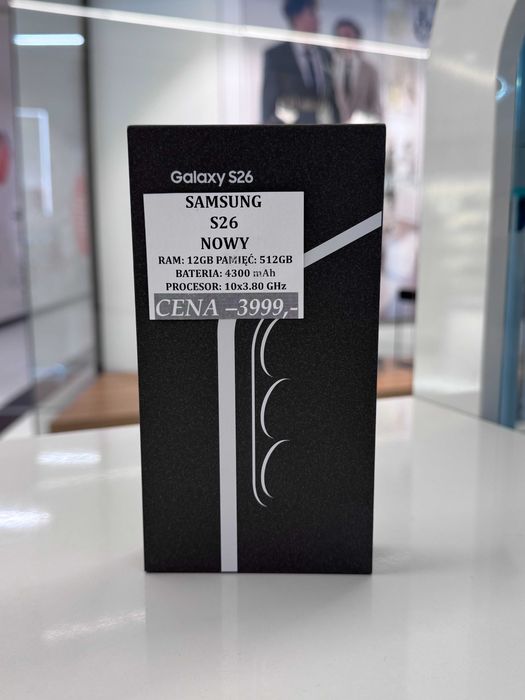 Galaxy S26
SAMSUNG
S26
NOWY
RAM: 12GB PAMIĘĆ: 512GB
BATERIA: 4300 mAh
PROCESOR: 10x3.80 GHz
CENA –3999,-